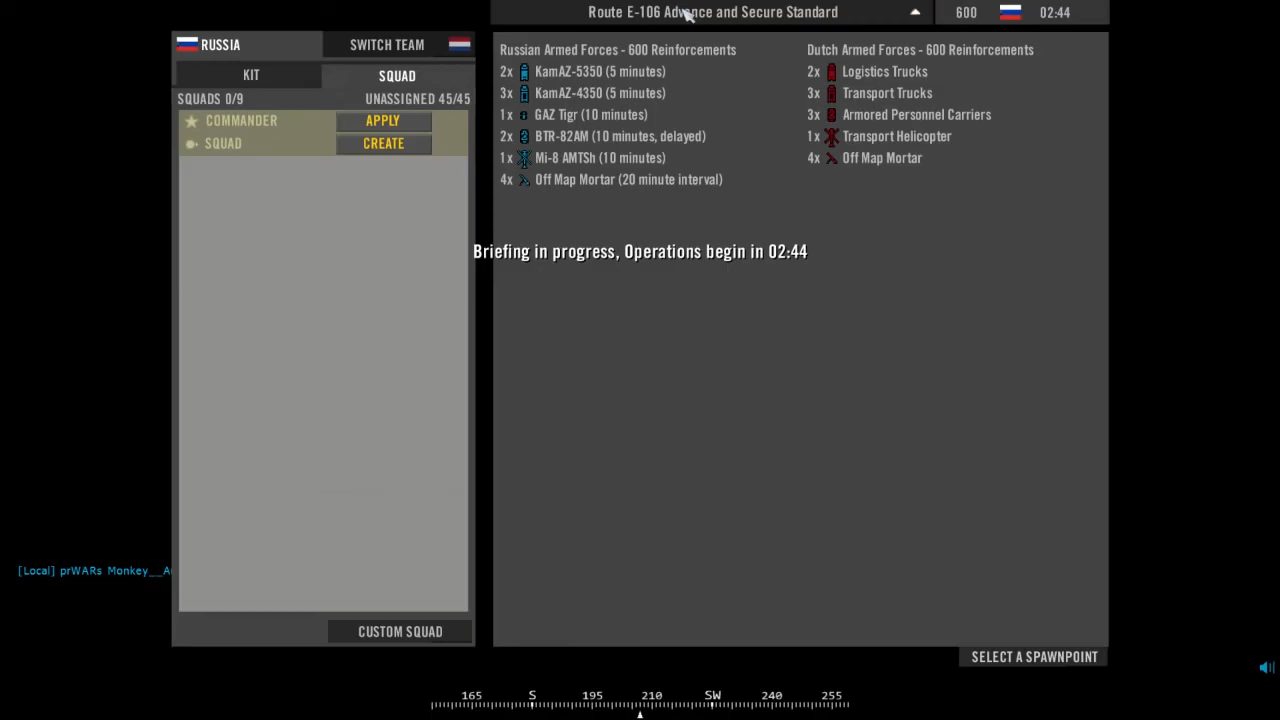 Route E-106 Advance and Secure Standard
600
02:44
RUSSIA
SWITCH TEAM
KIT
SQUAD
SQUADS 0/9
UNASSIGNED 45/45
COMMANDER
APPLY
SQUAD
CREATE
CUSTOM SQUAD
Russian Armed Forces - 600 Reinforcements
2x KamAZ-5350 (5 minutes)
3x KamAZ-4350 (5 minutes)
1x GAZ Tigr (10 minutes)
2x BTR-82AM (10 minutes, delayed)
1x Mi-8 AMTSh (10 minutes)
4x Off Map Mortar (20 minute interval)
Dutch Armed Forces - 600 Reinforcements
2x Logistics Trucks
3x Transport Trucks
3x Armored Personnel Carriers
1x Transport Helicopter
4x Off Map Mortar
Briefing in progress, Operations begin in 02:44
[Local] prWARs Monkey__
SELECT A SPAWNPOINT
165 S 195 210 SW 240 255